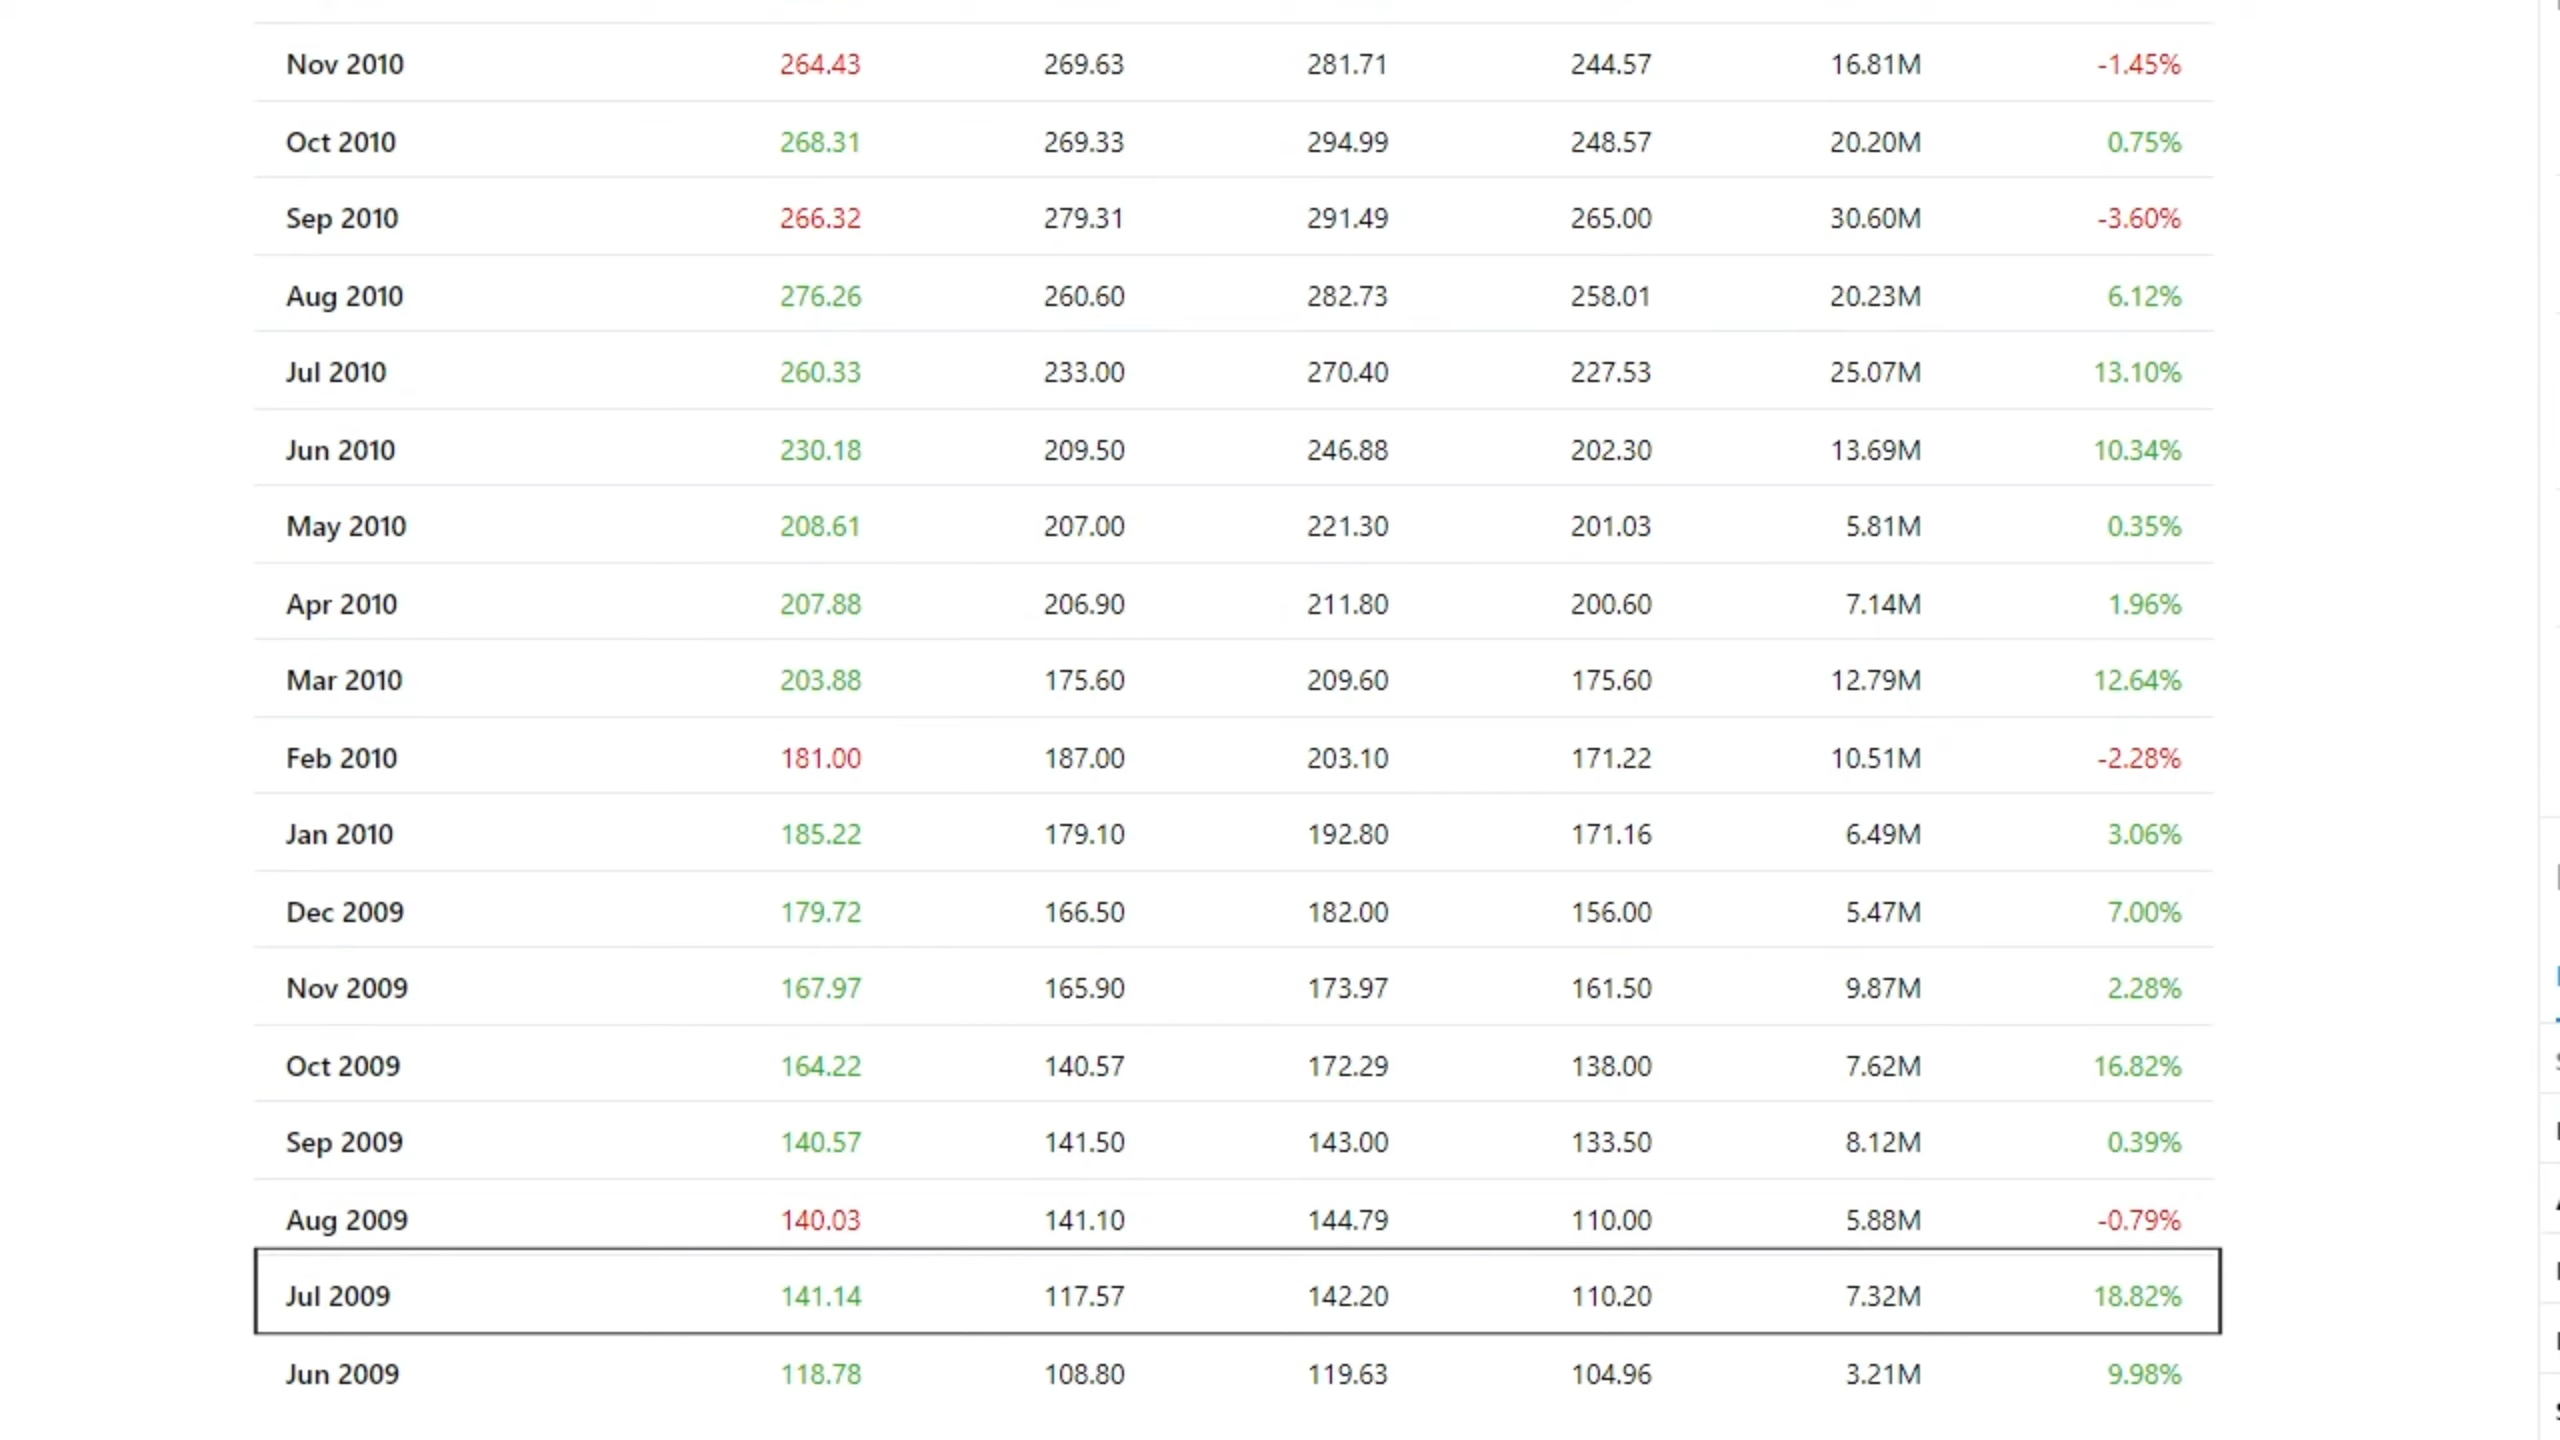 Nov 2010 264.43 269.63 281.71 244.57 16.81M -1.45%
Oct 2010 268.31 269.33 294.99 248.57 20.20M 0.75%
Sep 2010 266.32 279.31 291.49 265.00 30.60M -3.60%
Aug 2010 276.26 260.60 282.73 258.01 20.23M 6.12%
Jul 2010 260.33 233.00 270.40 227.53 25.07M 13.10%
Jun 2010 230.18 209.50 246.88 202.30 13.69M 10.34%
May 2010 208.61 207.00 221.30 201.03 5.81M 0.35%
Apr 2010 207.88 206.90 211.80 200.60 7.14M 1.96%
Mar 2010 203.88 175.60 209.60 175.60 12.79M 12.64%
Feb 2010 181.00 187.00 203.10 171.22 10.51M -2.28%
Jan 2010 185.22 179.10 192.80 171.16 6.49M 3.06%
Dec 2009 179.72 166.50 182.00 156.00 5.47M 7.00%
Nov 2009 167.97 165.90 173.97 161.50 9.87M 2.28%
Oct 2009 164.22 140.57 172.29 138.00 7.62M 16.82%
Sep 2009 140.57 141.50 143.00 133.50 8.12M 0.39%
Aug 2009 140.03 141.10 144.79 110.00 5.88M -0.79%
Jul 2009 141.14 117.57 142.20 110.20 7.32M 18.82%
Jun 2009 118.78 108.80 119.63 104.96 3.21M 9.98%